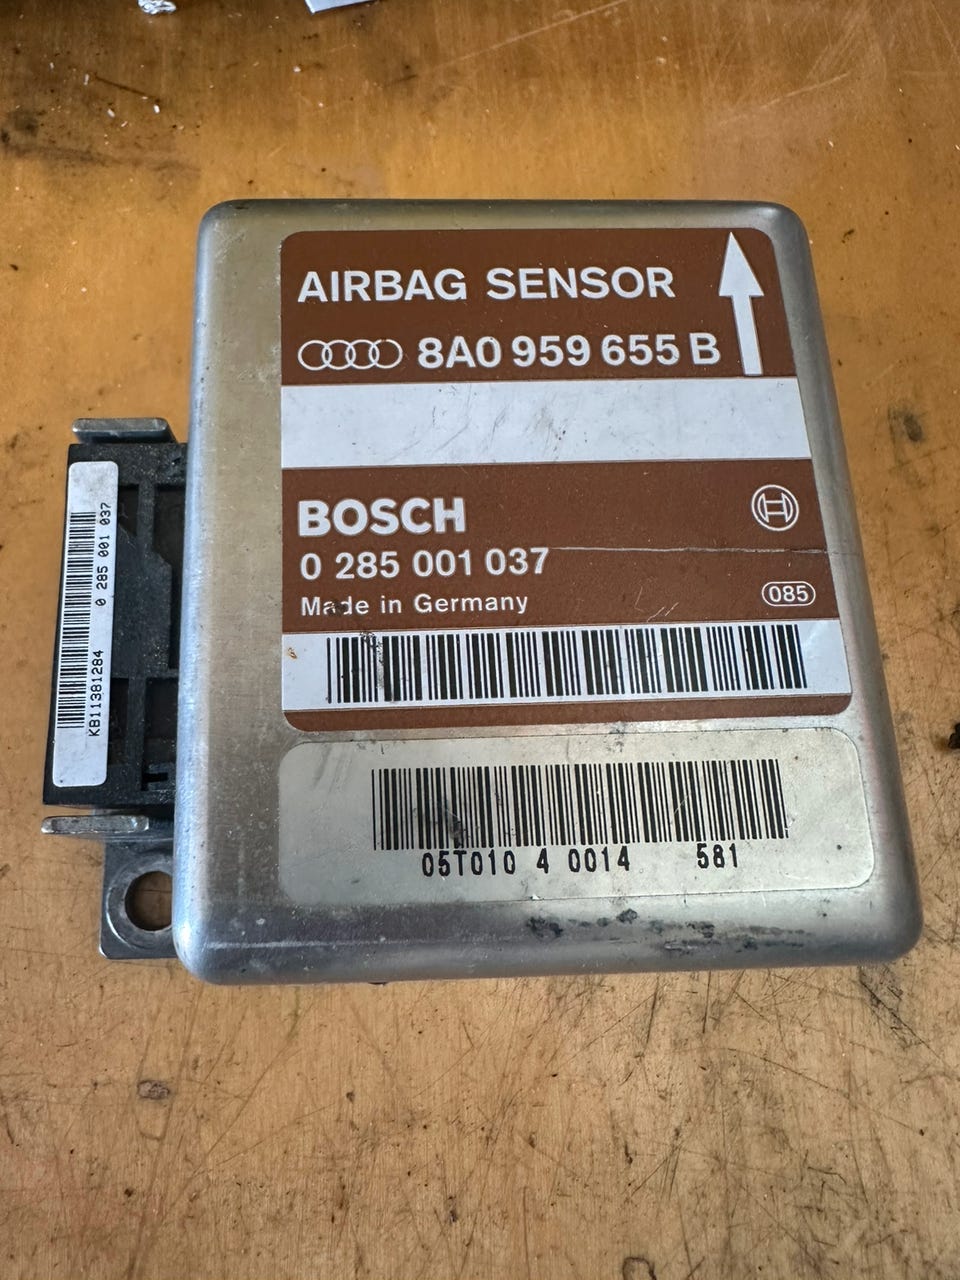 AIRBAG SENSOR
8A0 959 655 B
BOSCH
0 285 001 037
Made in Germany
085
05T010 4 0014 581
KB11381284 0 285 001 037